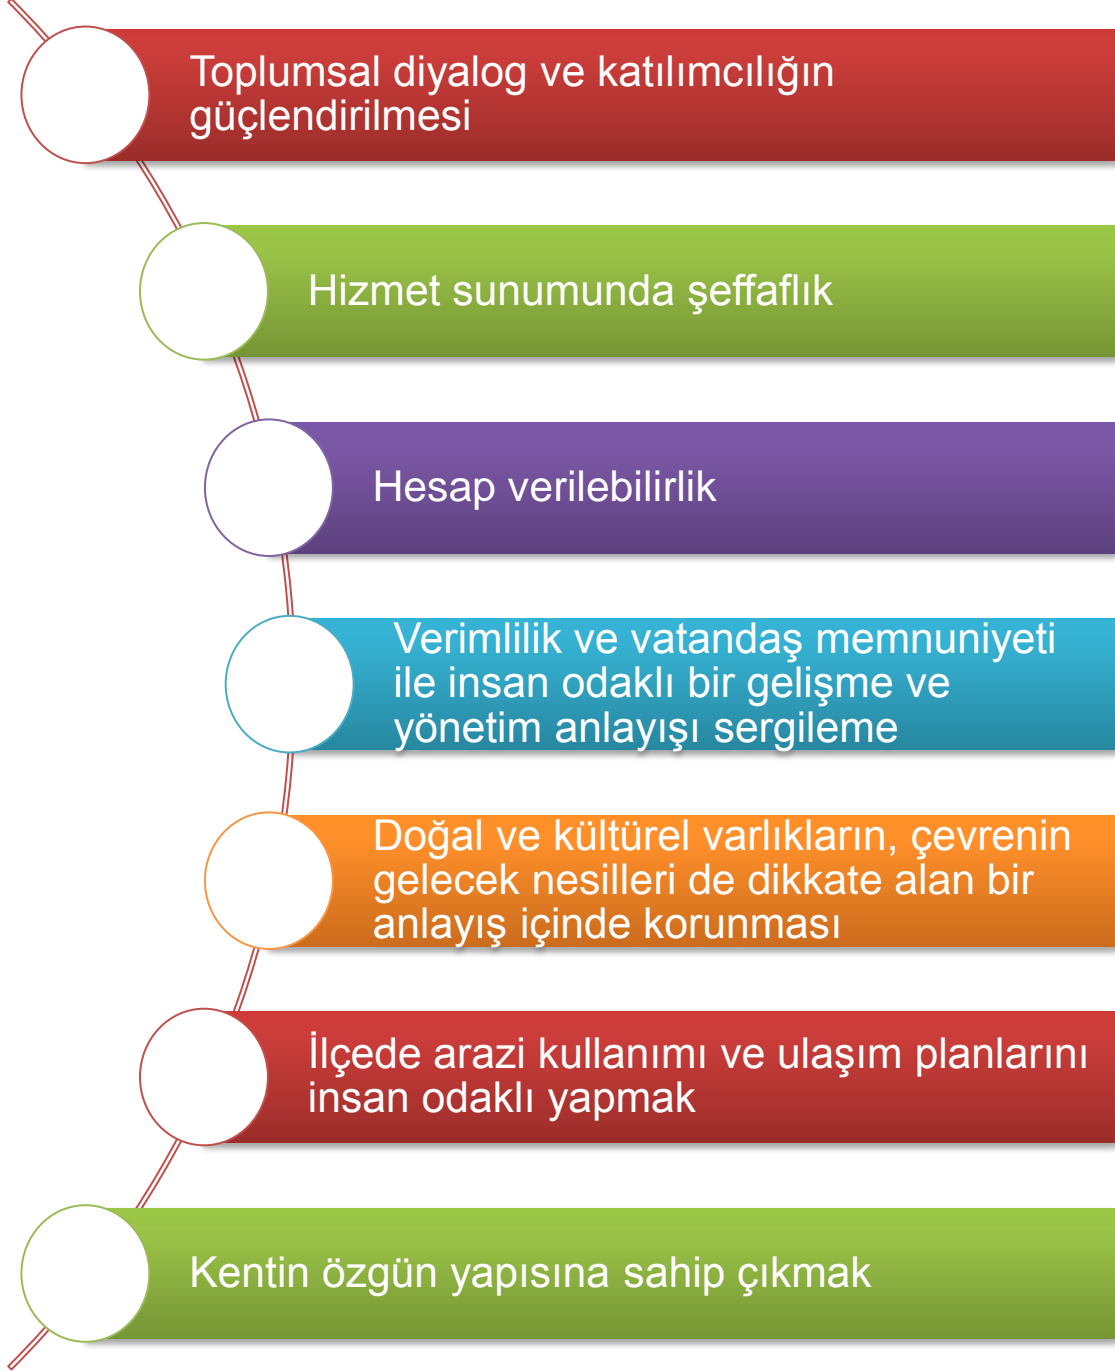 Toplumsal diyalog ve katılımcılığın
güçlendirilmesi
Hizmet sunumunda şeffaflık
Hesap verilebilirlik
Verimlilik ve vatandaş memnuniyeti
ile insan odaklı bir gelişme ve
yönetim anlayışı sergileme
Doğal ve kültürel varlıkların, çevrenin
gelecek nesilleri de dikkate alan bir
anlayış içinde korunması
İlçede arazi kullanımı ve ulaşım planlarını
insan odaklı yapmak
Kentin özgün yapısına sahip çıkmak